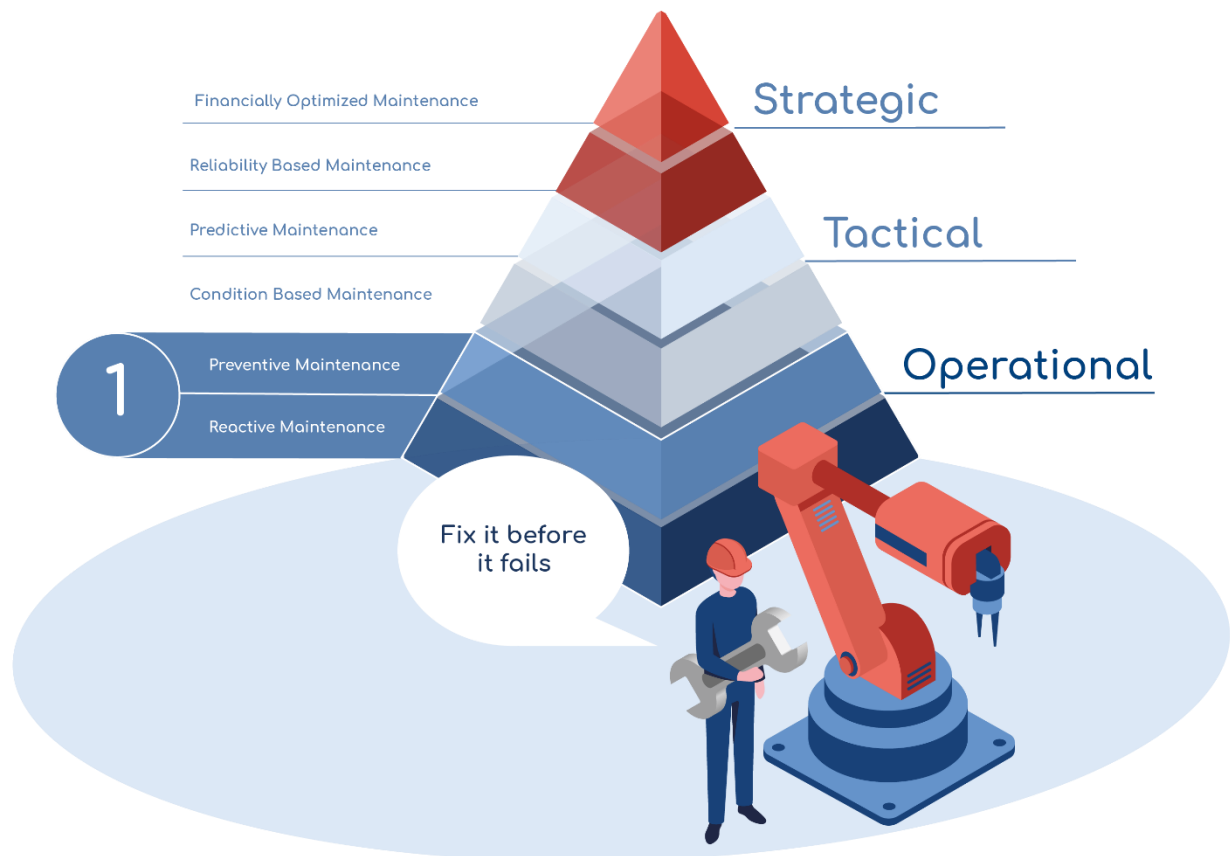 Financially Optimized Maintenance
Strategic
Reliability Based Maintenance
Predictive Maintenance
Tactical
Condition Based Maintenance
1
Preventive Maintenance
Operational
Reactive Maintenance
Fix it before
it fails